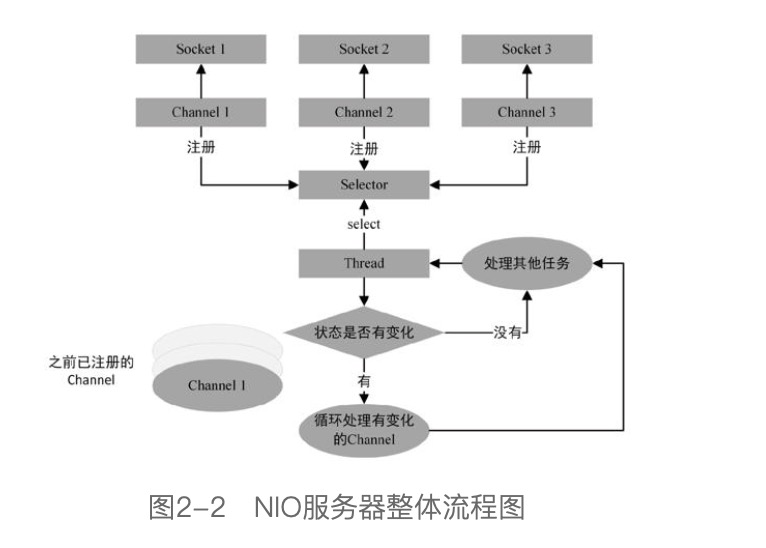 Socket 1
Socket 2
Socket 3
Channel 1
Channel 2
Channel 3
注册
注册
注册
Selector
select
Thread
处理其他任务
状态是否有变化
没有
之前已注册的
Channel
Channel 1
有
循环处理有变化
的Channel
图2-2 NIO服务器整体流程图